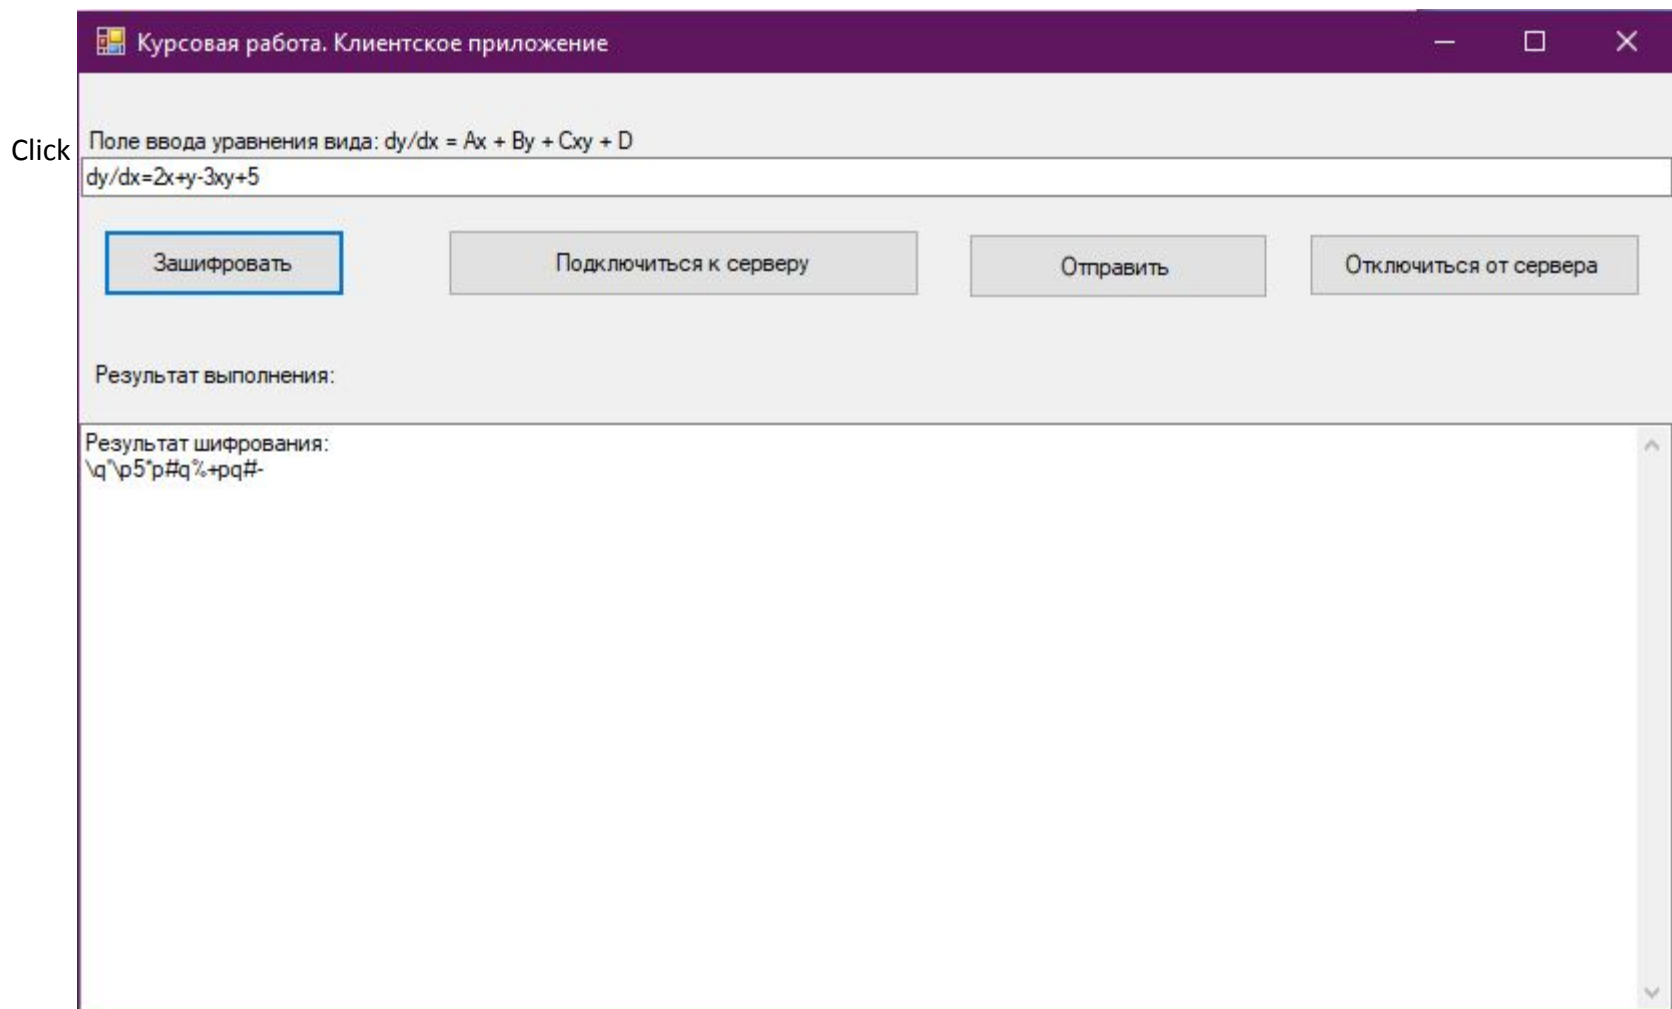 Курсовая работа. Клиентское приложение
Click
Поле ввода уравнения вида: dy/dx = Ax + By + Cxy + D
dy/dx=2x+y-3xy+5
Зашифровать
Подключиться к серверу
Отправить
Отключиться от сервера
Результат выполнения:
Результат шифрования:
\q'\p5*p#q%+pq#-